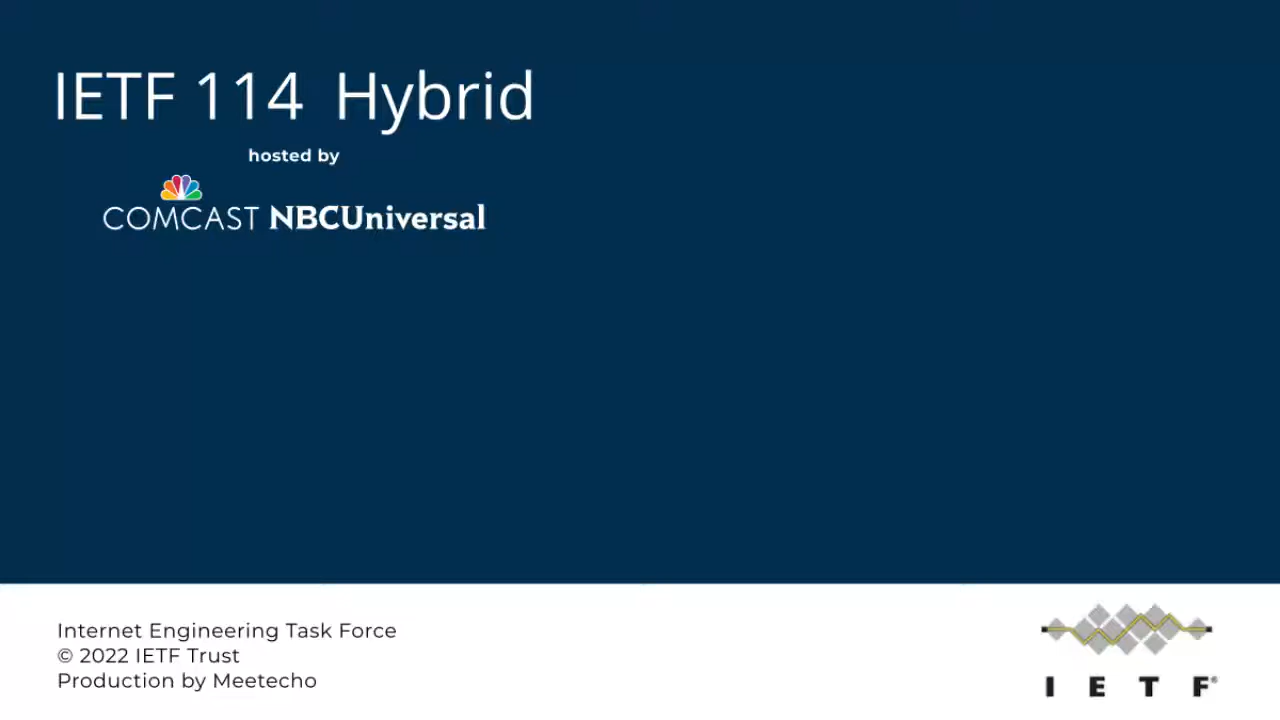 IETF 114 Hybrid
hosted by
COMCAST NBCUniversal
Internet Engineering Task Force
© 2022 IETF Trust
Production by Meetecho
I E T F®